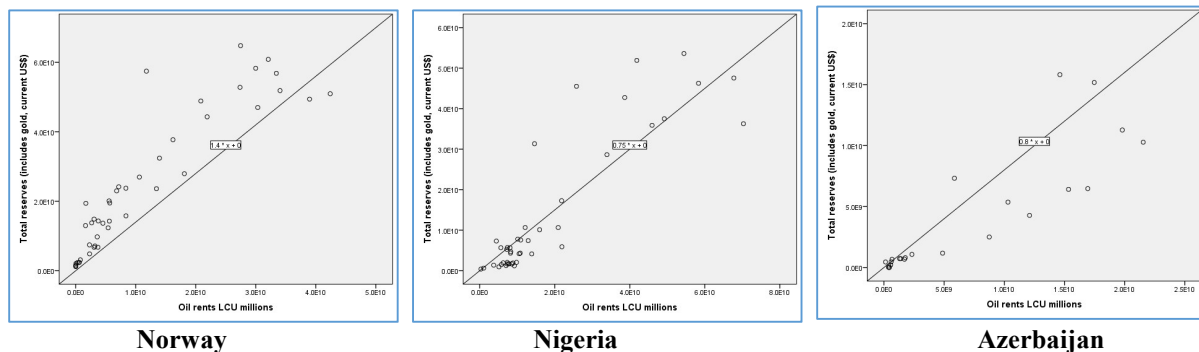 Total reserves (includes gold, current US$)
6.0E10
4.0E10
2.0E10
0.0E0
1.4 * x + 0
0.0E0 1.0E10 2.0E10 3.0E10 4.0E10 5.0E10
Oil rents LCU millions
Norway
Total reserves (includes gold, current US$)
6.0E10
5.0E10
4.0E10
3.0E10
2.0E10
1.0E10
0.0E0
0.75 * x + 0
0.0E0 2.0E10 4.0E10 6.0E10 8.0E10
Oil rents LCU millions
Nigeria
Total reserves (includes gold, current US$)
2.0E10
1.5E10
1.0E10
5.0E9
0.0E0
0.8 * x + 0
0.0E0 5.0E9 1.0E10 1.5E10 2.0E10 2.5E10
Oil rents LCU millions
Azerbaijan